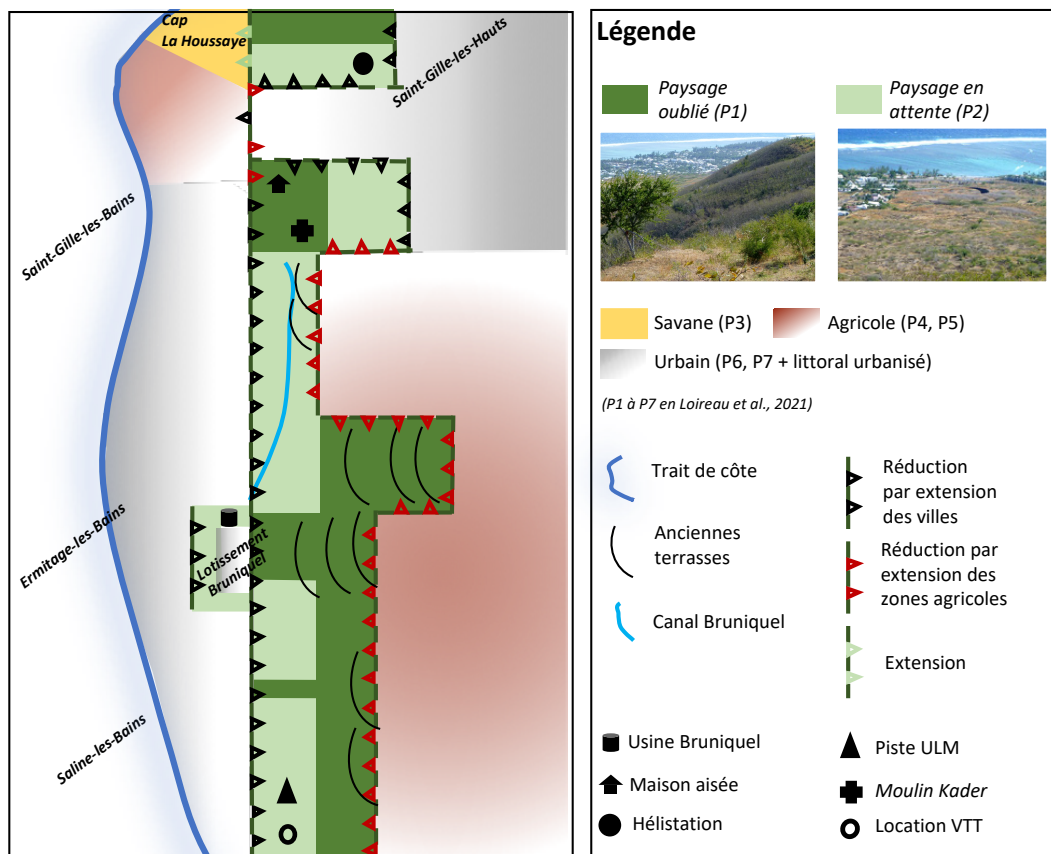 Cap
La Houssaye
Saint-Gille-les-Hauts
Saint-Gille-les-Bains
Ermitage-les-Bains
Lotissement
Bruniquel
Saline-les-Bains
Légende
Paysage
oublié (P1)
Paysage en
attente (P2)
Savane (P3)
Agricole (P4, P5)
Urbain (P6, P7 + littoral urbanisé)
(P1 à P7 en Loireau et al., 2021)
Trait de côte
Réduction
par extension
des villes
Anciennes
terrasses
Réduction par
extension des
zones agricoles
Canal Bruniquel
Extension
Usine Bruniquel
Piste ULM
Maison aisée
Moulin Kader
Hélistation
Location VTT